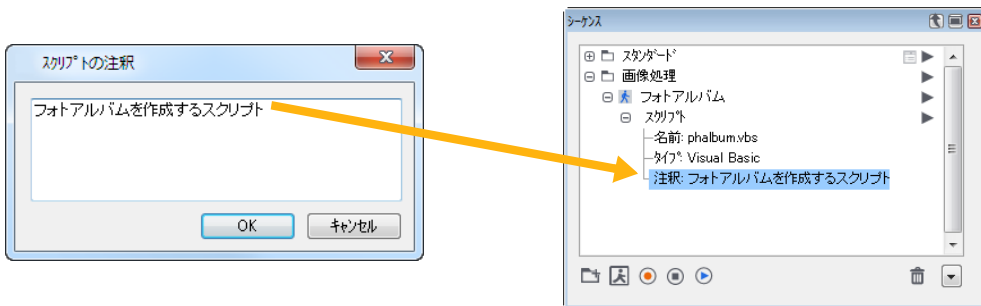 スクリプトの注釈
フォトアルバムを作成するスクリプト
OK
キャンセル
シーケンス
スタンダード
画像処理
フォトアルバム
スクリプト
名前: phalbum.vbs
タイプ: Visual Basic
注釈: フォトアルバムを作成するスクリプト